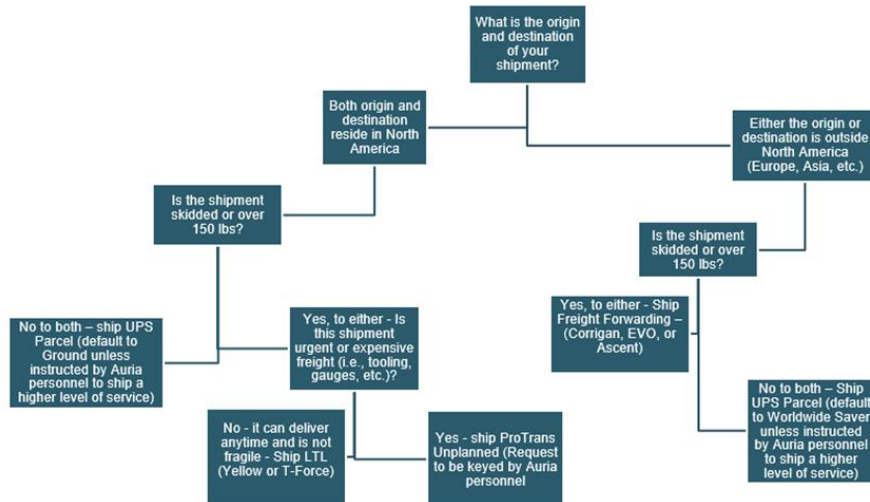 What is the origin
and destination
of your
shipment?
Both origin and
destination
reside in North
America
Either the origin or
destination is outside
North America
(Europe, Asia, etc.)
Is the shipment
skidded or over
150 lbs?
Is the shipment
skidded or over
150 lbs?
No to both – ship UPS
Parcel (default to
Ground unless
instructed by Auria
personnel to ship a
higher level of service)
Yes, to either - Is
this shipment
urgent or expensive
freight (i.e., tooling,
gauges, etc.)?
Yes, to either - Ship
Freight Forwarding –
(Corrigan, EVO, or
Ascent)
No to both – Ship
UPS Parcel (default
to Worldwide Saver
unless instructed
by Auria personnel
to ship a higher
level of service)
No - it can deliver
anytime and is not
fragile - Ship LTL
(Yellow or T-Force)
Yes - ship ProTrans
Unplanned (Request
to be keyed by Auria
personnel